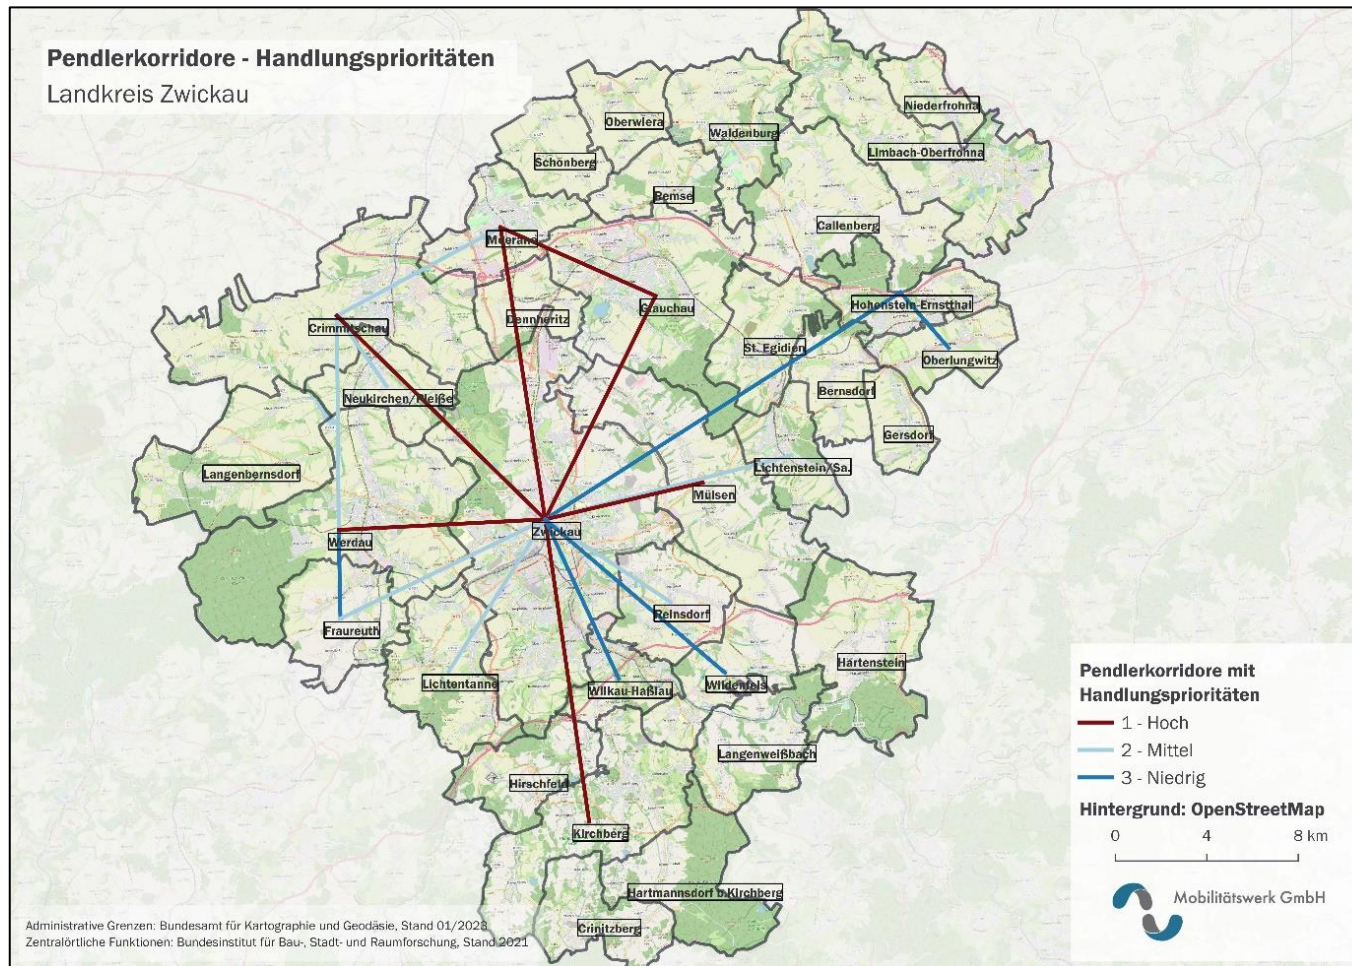 Pendlerkorridore - Handlungsprioritäten
Landkreis Zwickau
Niederfrohna
Oberwiera
Waldenburg
Limbach-Oberfrohna
Schönberg
Remse
Callenberg
Meerane
Hohenstein-Ernstthal
Glauchau
Dennheritz
Crimmitschau
St. Egidien
Oberlungwitz
Bernsdorf
Neukirchen/Pleiße
Gersdorf
Lichtenstein/Sa.
Langenbernsdorf
Mülsen
Zwickau
Werdau
Reinsdorf
Fraureuth
Hartenstein
Lichtentanne
Wilkau-Haßlau
Wildenfels
Langenweißbach
Hirschfeld
Kirchberg
Hartmannsdorf b.Kirchberg
Crinitzberg
Pendlerkorridore mit
Handlungsprioritäten
1 - Hoch
2 - Mittel
3 - Niedrig
Hintergrund: OpenStreetMap
0 4 8 km
Mobilitätswerk GmbH
Administrative Grenzen: Bundesamt für Kartographie und Geodäsie, Stand 01/2023
Zentralörtliche Funktionen: Bundesinstitut für Bau-, Stadt- und Raumforschung, Stand 2021